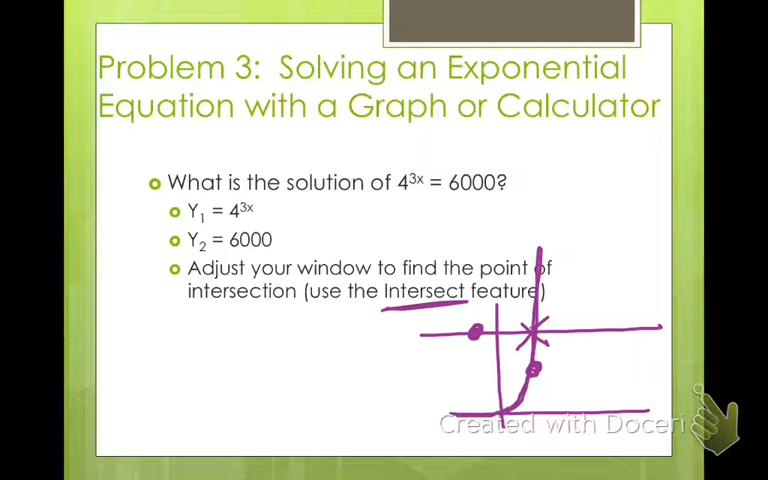 Problem 3: Solving an Exponential
Equation with a Graph or Calculator
What is the solution of 4³ˣ = 6000?
Y₁ = 4³ˣ
Y₂ = 6000
Adjust your window to find the point of
intersection (use the Intersect feature)
Created with Doceri